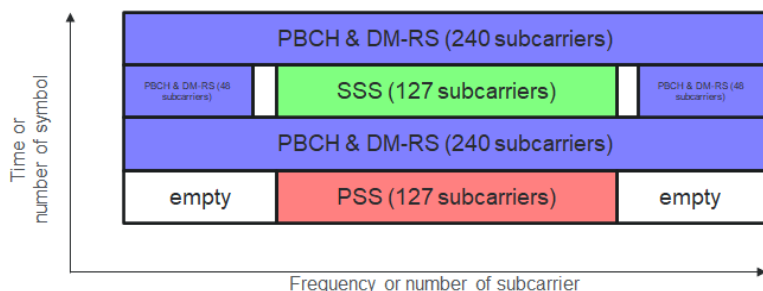 PBCH & DM-RS (240 subcarriers)
PBCH & DM-RS (48
subcarriers)
SSS (127 subcarriers)
PBCH & DM-RS (48
subcarriers)
PBCH & DM-RS (240 subcarriers)
empty
PSS (127 subcarriers)
empty
Time or
number of symbol
Frequency or number of subcarrier